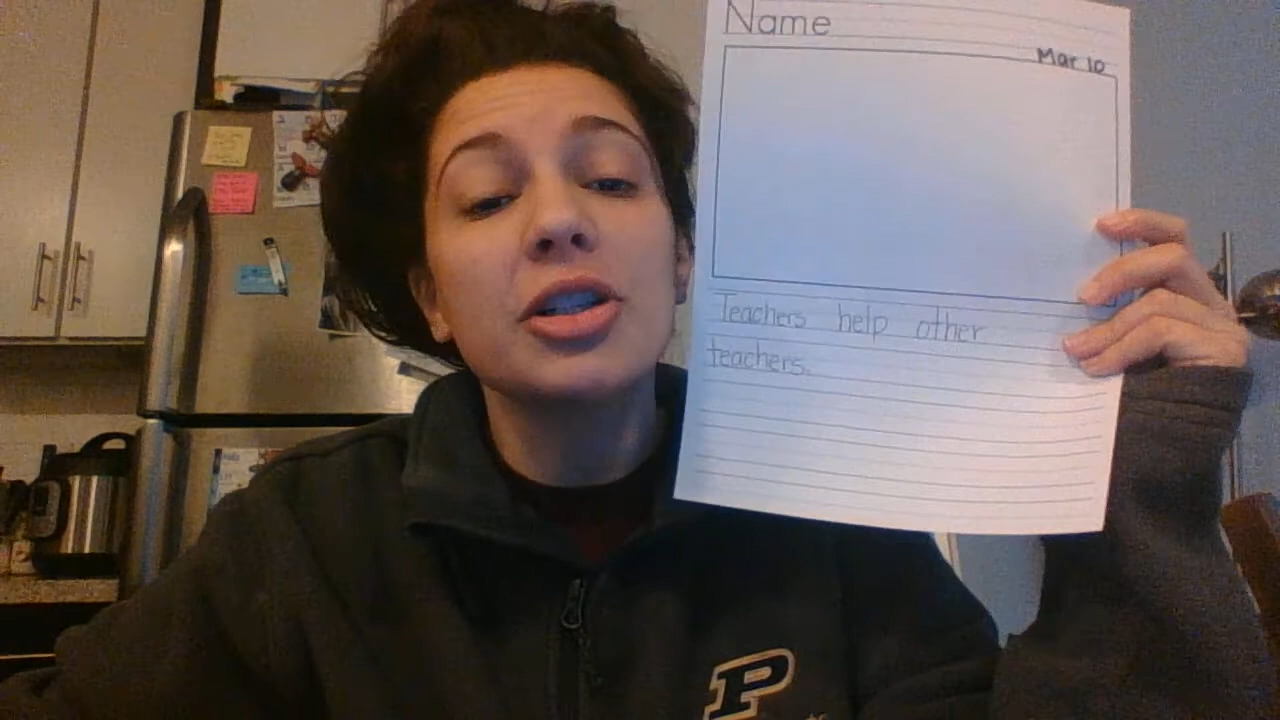 Name
Mar 10
Teachers help other
teachers.
P